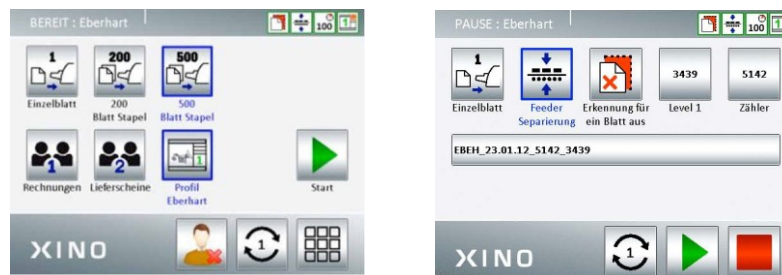 BEREIT : Eberhart
100
1
1
200
500
Einzelblatt
200
Blatt Stapel
500
Blatt Stapel
1
2
1
Rechnungen
Lieferscheine
Profil
Eberhart
Start
XINO
1
PAUSE : Eberhart
100
1
1
3439
5142
Einzelblatt
Feeder
Separierung
Erkennung für
ein Blatt aus
Level 1
Zähler
EBEH_23.01.12_5142_3439
XINO
1